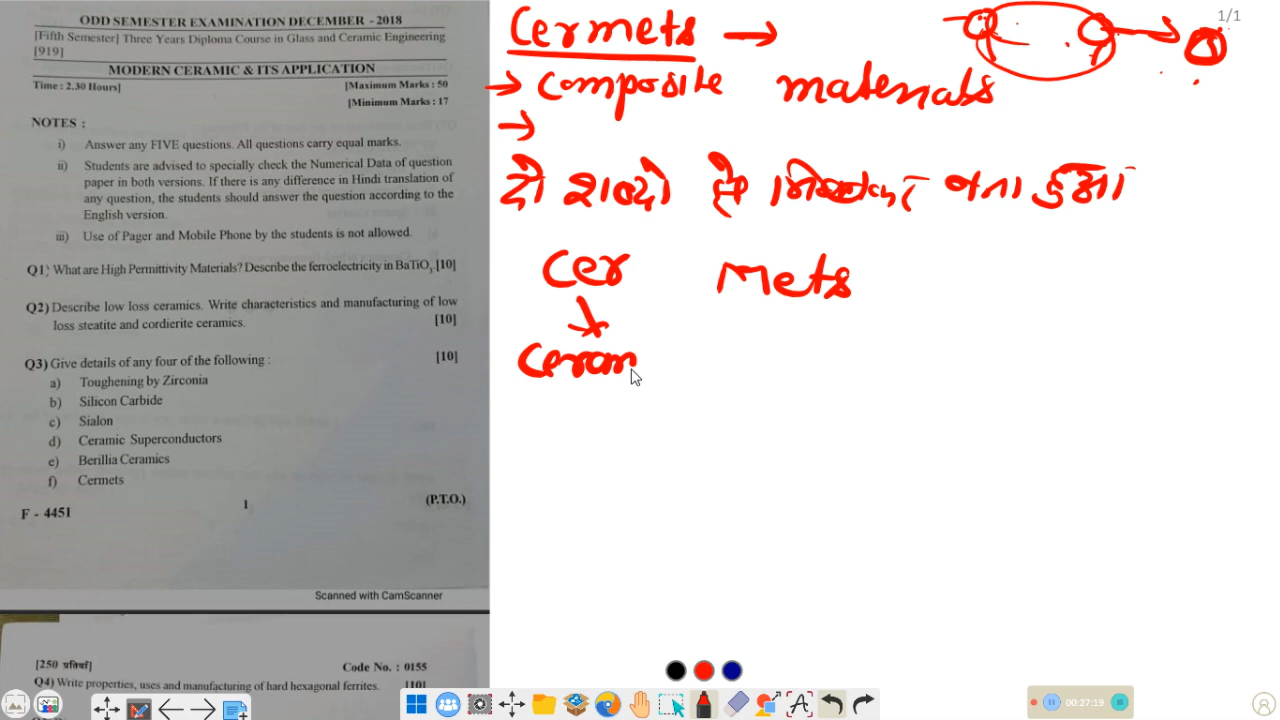 ODD SEMESTER EXAMINATION DECEMBER - 2018
[Fifth Semester] Three Years Diploma Course in Glass and Ceramic Engineering
[919]
MODERN CERAMIC & ITS APPLICATION
Time : 2.30 Hours] [Maximum Marks : 50
[Minimum Marks : 17
NOTES :
i) Answer any FIVE questions. All questions carry equal marks.
ii) Students are advised to specially check the Numerical Data of question
paper in both versions. If there is any difference in Hindi translation of
any question, the students should answer the question according to the
English version.
iii) Use of Pager and Mobile Phone by the students is not allowed.
Q1) What are High Permittivity Materials? Describe the ferroelectricity in BaTiO3. [10]
Q2) Describe low loss ceramics. Write characteristics and manufacturing of low
loss steatite and cordierite ceramics. [10]
Q3) Give details of any four of the following : [10]
a) Toughening by Zirconia
b) Silicon Carbide
c) Sialon
d) Ceramic Superconductors
e) Berillia Ceramics
f) Cermets
1 (P.T.O.)
F - 4451
Scanned with CamScanner
[250 प्रतियाँ] Code No. : 0155
Q4) Write properties, uses and manufacturing of hard hexagonal ferrites. [10]
1/1
Cermets →
→ composite materials
→
दो शब्दो से मिलकर बना हुआ
Cer Mets
Ceram
00:27:19